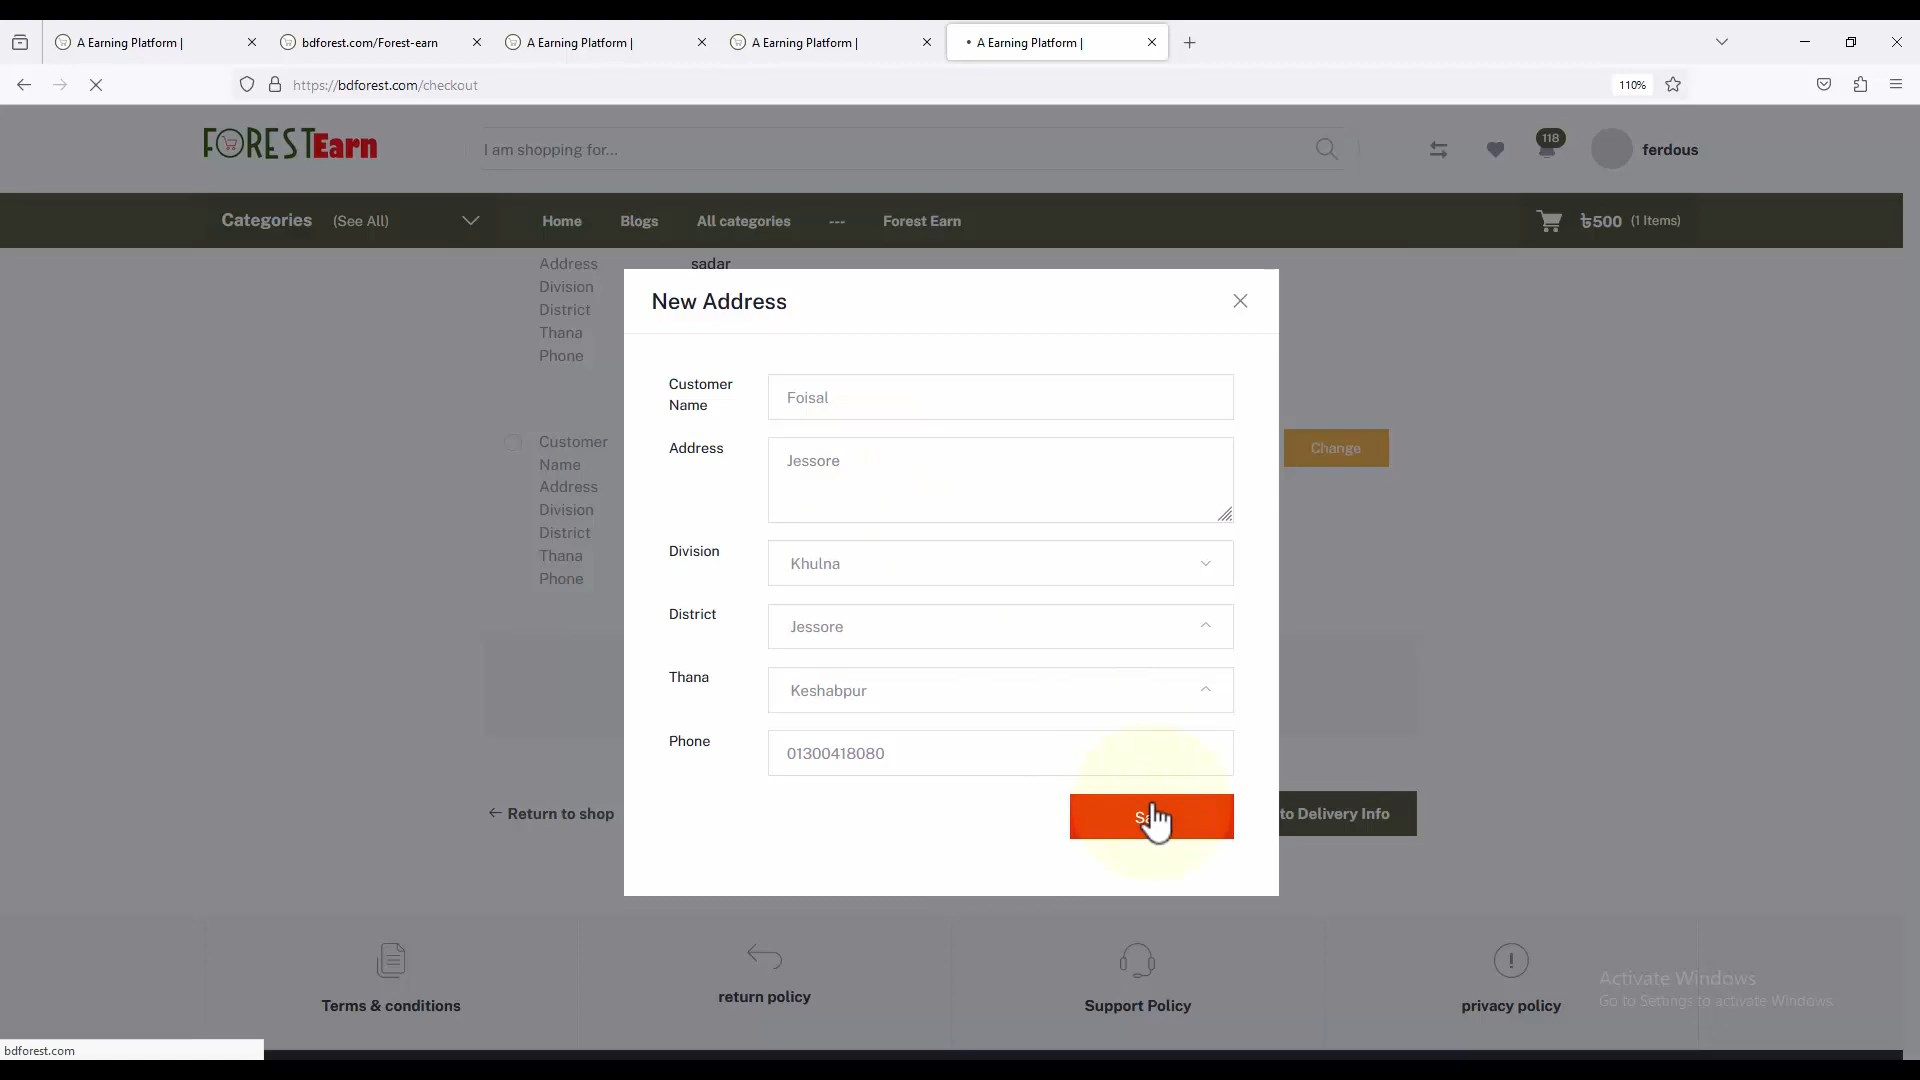 A Earning Platform |
bdforest.com/Forest-earn
A Earning Platform |
A Earning Platform |
A Earning Platform |
https://bdforest.com/checkout
110%
FORESTEarn
I am shopping for...
118
ferdous
Categories (See All)
Home
Blogs
All categories
---
Forest Earn
৳500 (1 Items)
Address sadar
Division
District
Thana
Phone
New Address
Customer
Name
Foisal
Address
Jessore
Division
Khulna
District
Jessore
Thana
Keshabpur
Phone
01300418080
Customer
Name
Address
Division
District
Thana
Phone
Change
Return to shop
to Delivery Info
Terms & conditions
return policy
Support Policy
privacy policy
Activate Windows
Go to Settings to activate Windows.
bdforest.com